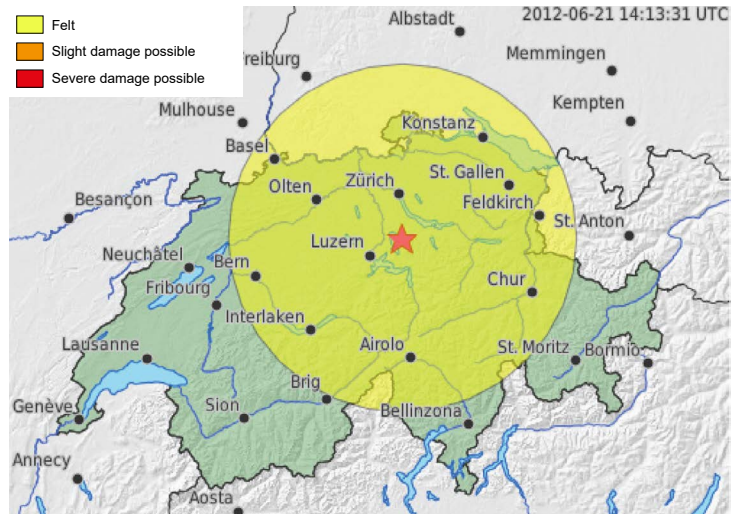 Felt
Slight damage possible
Severe damage possible
2012-06-21 14:13:31 UTC
Albstadt
reiburg
Memmingen
Mulhouse
Kempten
Konstanz
Basel
Olten
Zürich
St. Gallen
Besançon
Feldkirch
St. Anton
Neuchâtel
Bern
Luzern
Fribourg
Chur
Interlaken
Lausanne
Airolo
St. Moritz
Bormio
Genève
Sion
Brig
Bellinzona
Annecy
Aosta